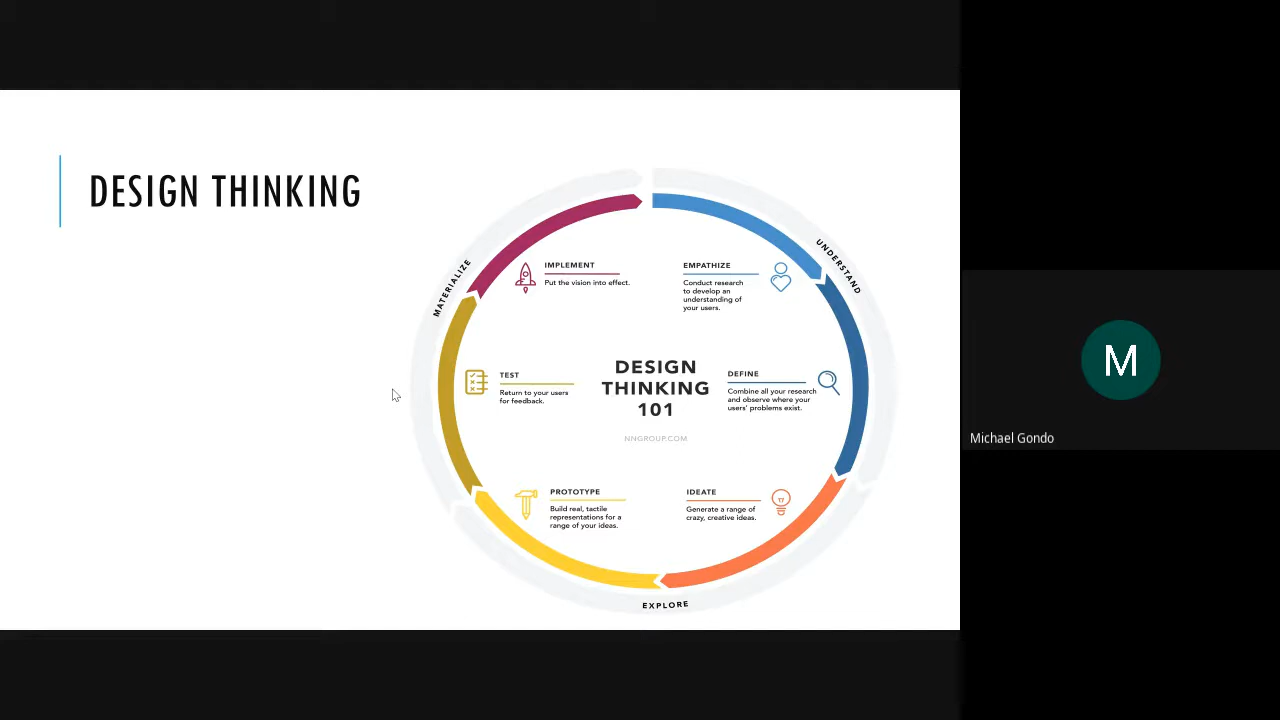 DESIGN THINKING
UNDERSTAND
MATERIALIZE
EXPLORE
EMPATHIZE
Conduct research
to develop an
understanding of
your users.
DEFINE
Combine all your research
and observe where your
users' problems exist.
IDEATE
Generate a range of
crazy, creative ideas.
PROTOTYPE
Build real, tactile
representations for a
range of your ideas.
TEST
Return to your users
for feedback.
IMPLEMENT
Put the vision into effect.
DESIGN
THINKING
101
NNGROUP.COM
M
Michael Gondo